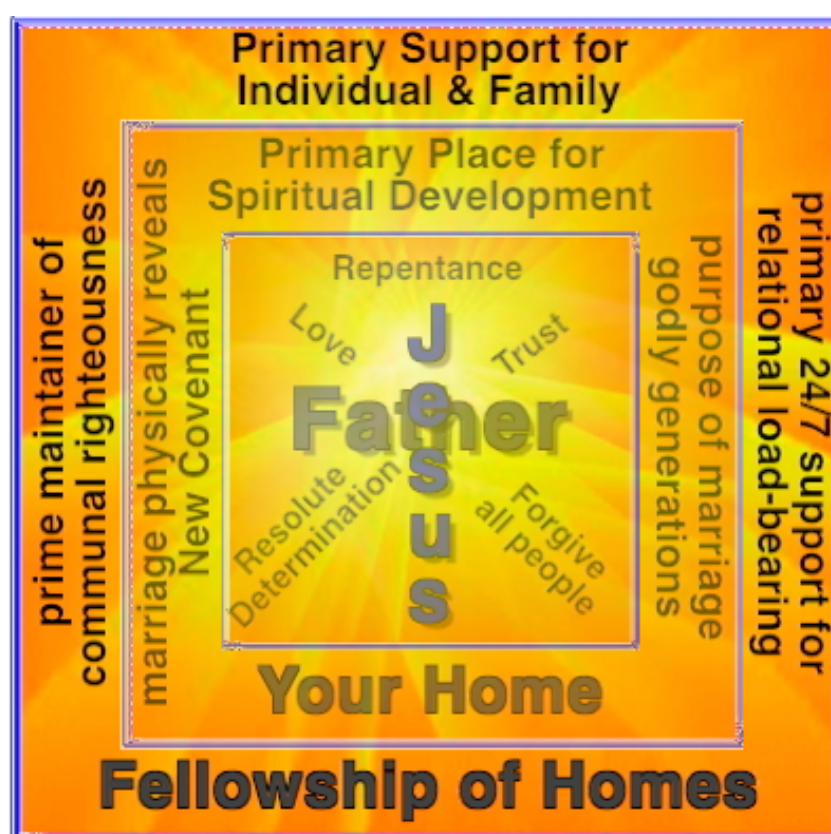 Primary Support for
Individual & Family
prime maintainer of
communal righteousness
primary 24/7 support for
relational load-bearing
Primary Place for
Spiritual Development
marriage physically reveals
New Covenant
purpose of marriage
godly generations
Repentance
Love
Trust
Jesus
Father
Resolute
Determination
Forgive
all people
Your Home
Fellowship of Homes